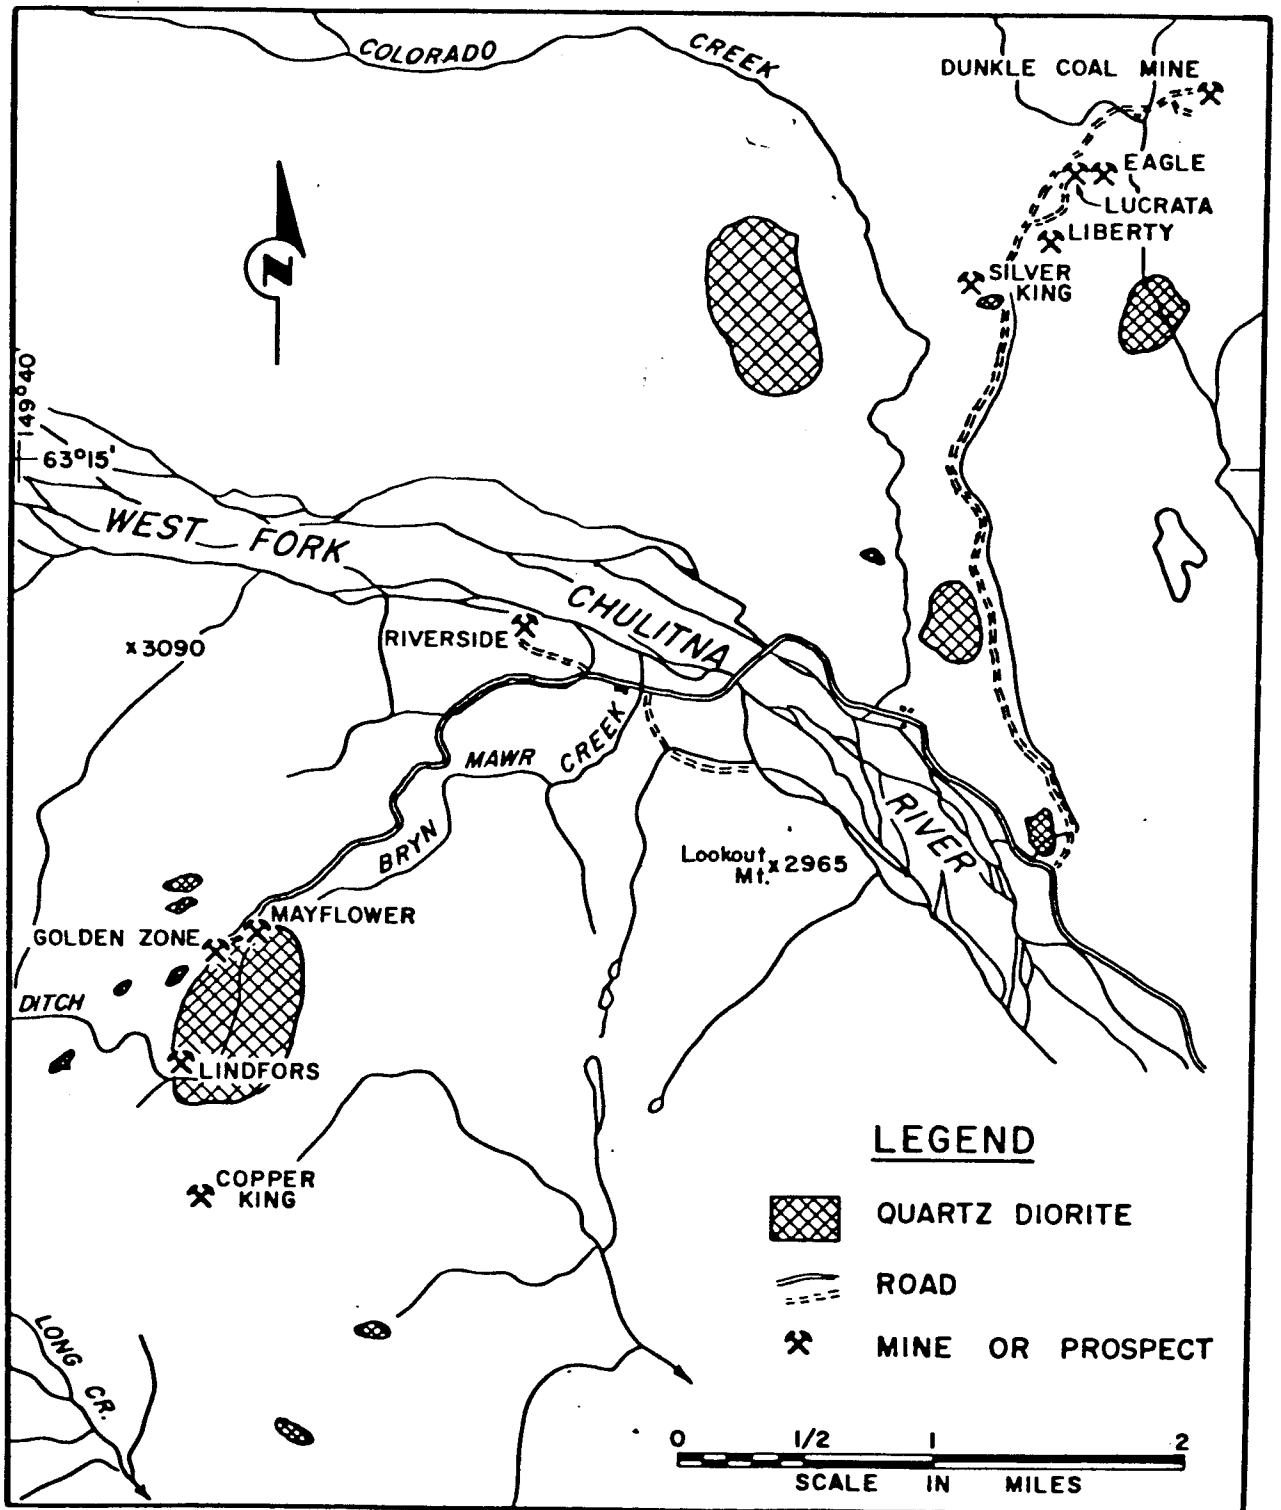 COLORADO CREEK
DUNKLE COAL MINE
EAGLE
LUCRATA
LIBERTY
SILVER
KING
N
149°40'
63°15'
WEST FORK CHULITNA RIVER
RIVERSIDE
x 3090
MAWR
CREEK
BRYN
Lookout
Mt. x 2965
MAYFLOWER
GOLDEN ZONE
DITCH
LINDFORS
COPPER
KING
LONG CR.
LEGEND
QUARTZ DIORITE
ROAD
MINE OR PROSPECT
0 1/2 1 2
SCALE IN MILES